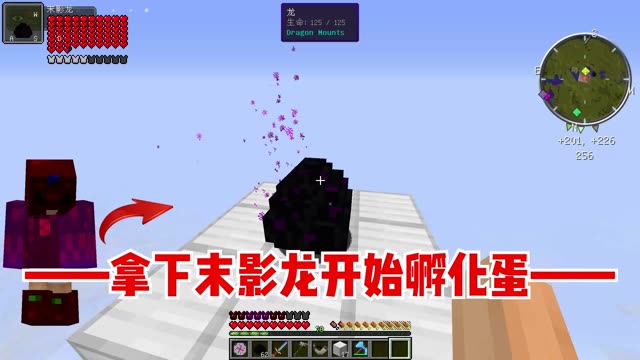 末影龙
W
A S D
龙
生命: 125 / 125
Dragon Mounts
E
+201, +226
256
——拿下末影龙开始孵化蛋——